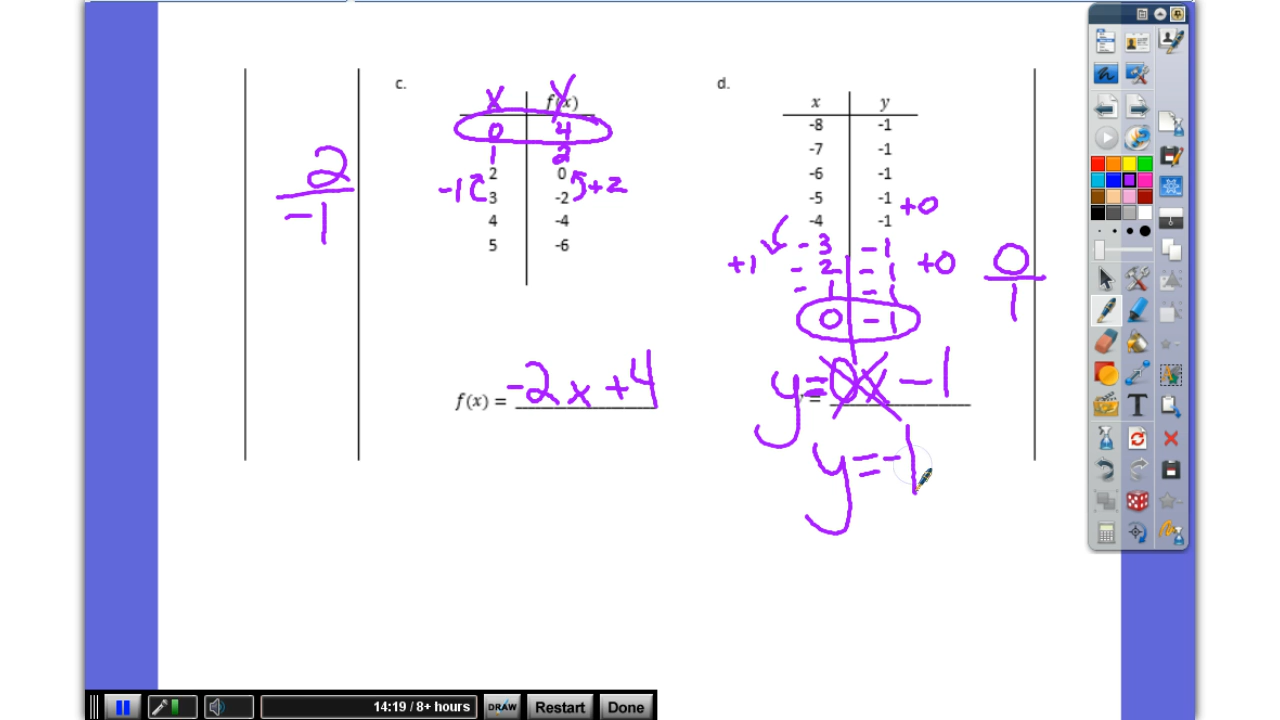 c.
X Y
f(x)
0 4
1 2
2 0
-1 +2
3 -2
4 -4
5 -6
2
-1
f(x) = -2x+4
d.
x y
-8 -1
-7 -1
-6 -1
-5 -1
+0
-4 -1
-3 -1
+1 -2 -1 +0
-1 -1
0 -1
0
1
y=0x-1
y=-1
T
14:19 / 8+ hours
DRAW
Restart
Done